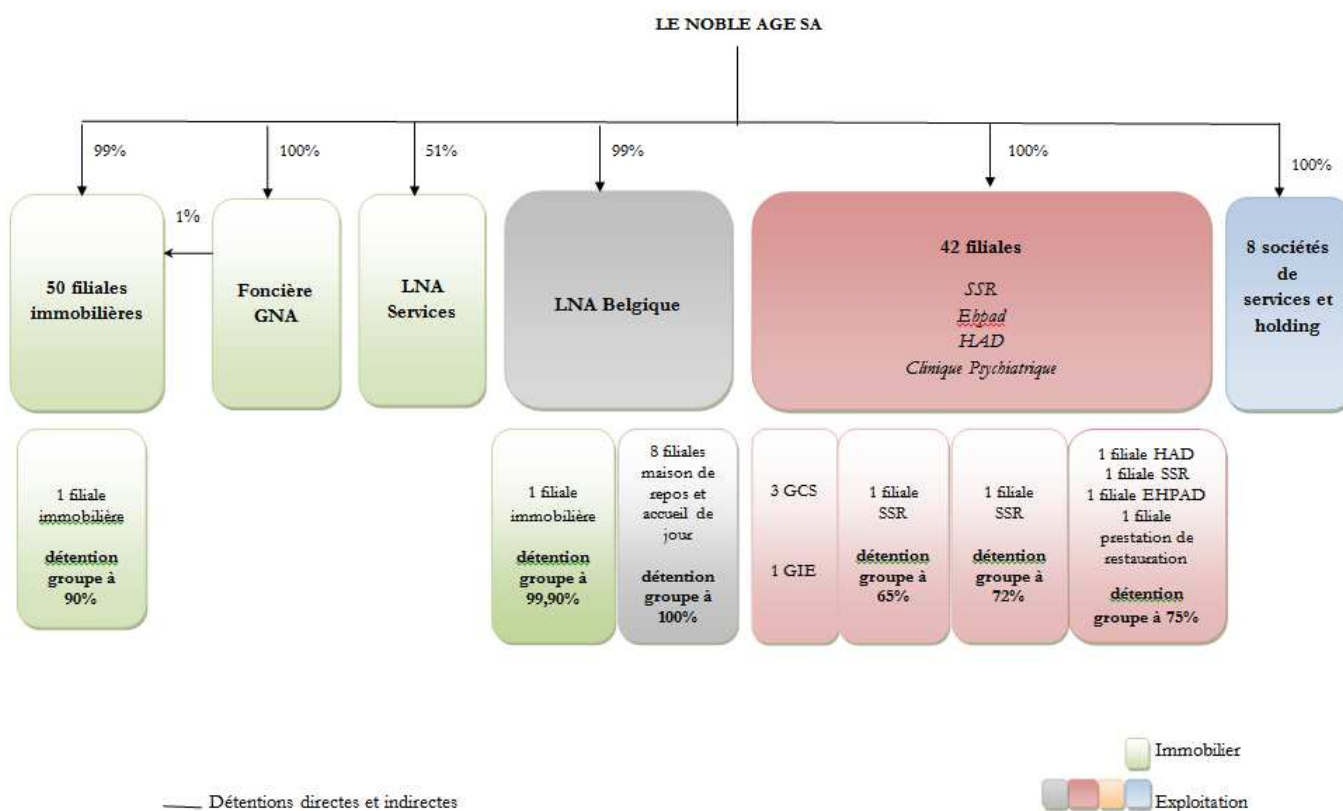 LE NOBLE AGE SA
99%
100%
51%
99%
100%
100%
1%
50 filiales
immobilières
Foncière
GNA
LNA
Services
LNA Belgique
42 filiales
SSR
Ehpad
HAD
Clinique Psychiatrique
8 sociétés
de
services et
holding
1 filiale
immobilière
détention
groupe à
90%
1 filiale
immobilière
détention
groupe à
99,90%
8 filiales
maison de
repos et
accueil de
jour
détention
groupe à
100%
3 GCS
1 GIE
1 filiale
SSR
détention
groupe à
65%
1 filiale
SSR
détention
groupe à
72%
1 filiale HAD
1 filiale SSR
1 filiale EHPAD
1 filiale
prestation de
restauration
détention
groupe à 75%
Immobilier
Détentions directes et indirectes
Exploitation